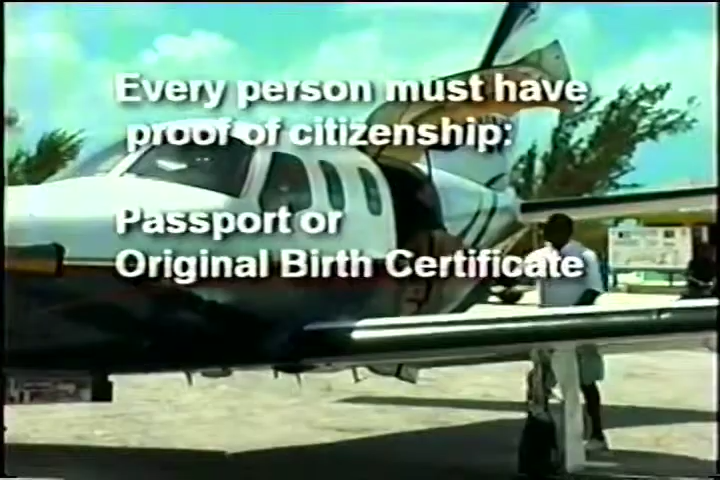 Every person must have
proof of citizenship:
Passport or
Original Birth Certificate